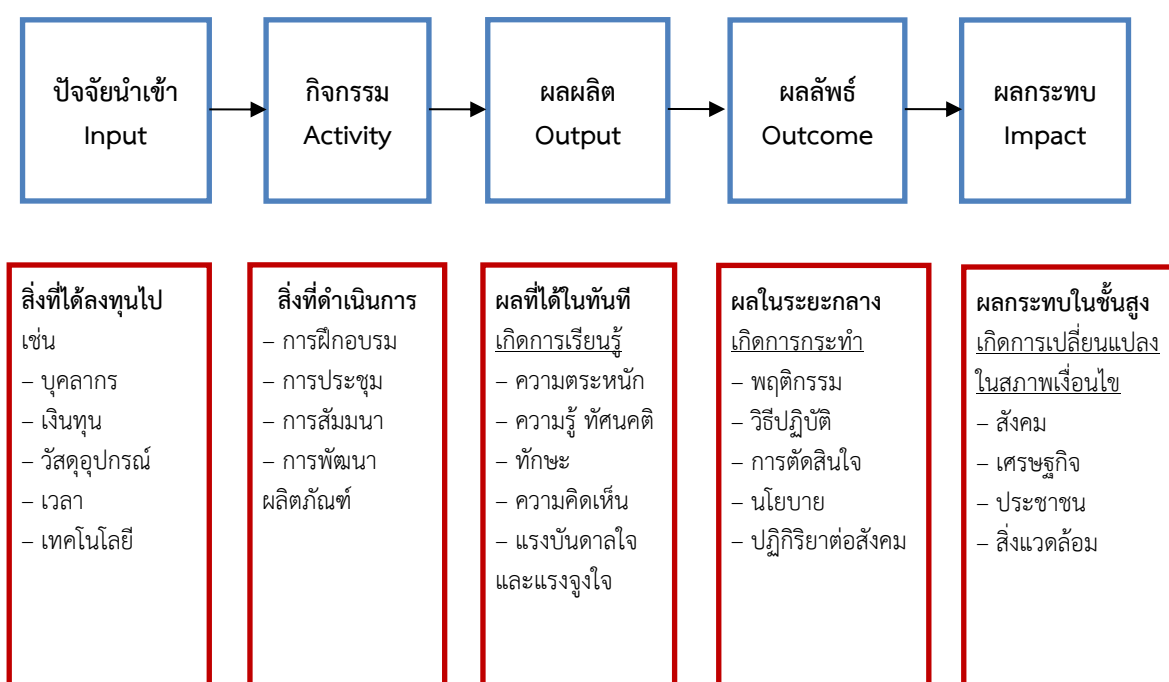 ปัจจัยนำเข้า
Input
กิจกรรม
Activity
ผลผลิต
Output
ผลลัพธ์
Outcome
ผลกระทบ
Impact
สิ่งที่ได้ลงทุนไป
เช่น
– บุคลากร
– เงินทุน
– วัสดุอุปกรณ์
– เวลา
– เทคโนโลยี
สิ่งที่ดำเนินการ
– การฝึกอบรม
– การประชุม
– การสัมมนา
– การพัฒนา
ผลิตภัณฑ์
ผลที่ได้ในทันที
เกิดการเรียนรู้
– ความตระหนัก
– ความรู้ ทัศนคติ
– ทักษะ
– ความคิดเห็น
– แรงบันดาลใจ
และแรงจูงใจ
ผลในระยะกลาง
เกิดการกระทำ
– พฤติกรรม
– วิธีปฏิบัติ
– การตัดสินใจ
– นโยบาย
– ปฏิกิริยาต่อสังคม
ผลกระทบในชั้นสูง
เกิดการเปลี่ยนแปลง
ในสภาพเงื่อนไข
– สังคม
– เศรษฐกิจ
– ประชาชน
– สิ่งแวดล้อม